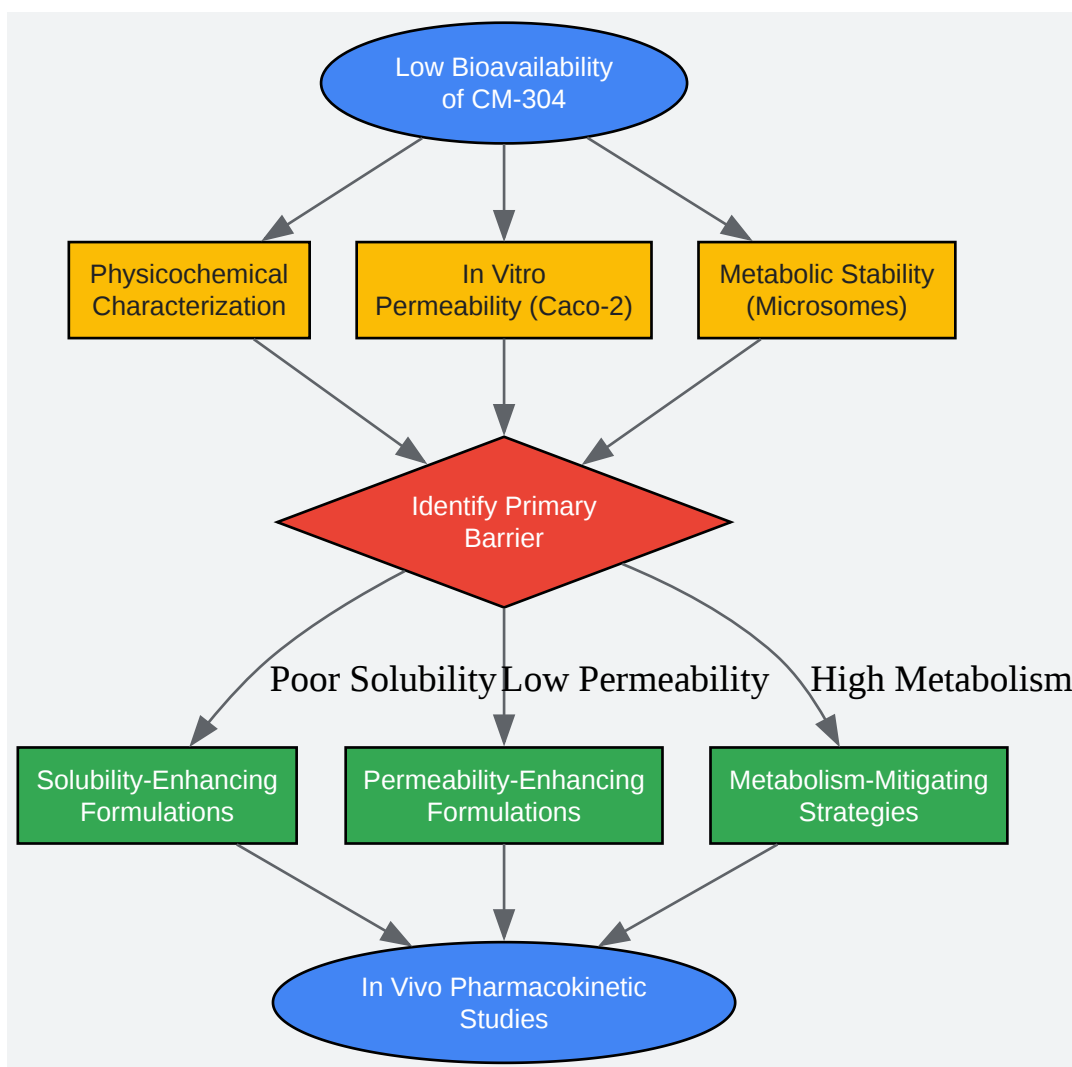 Low Bioavailability
of CM-304
Physicochemical
Characterization
In Vitro
Permeability (Caco-2)
Metabolic Stability
(Microsomes)
Identify Primary
Barrier
Poor Solubility
Low Permeability
High Metabolism
Solubility-Enhancing
Formulations
Permeability-Enhancing
Formulations
Metabolism-Mitigating
Strategies
In Vivo Pharmacokinetic
Studies